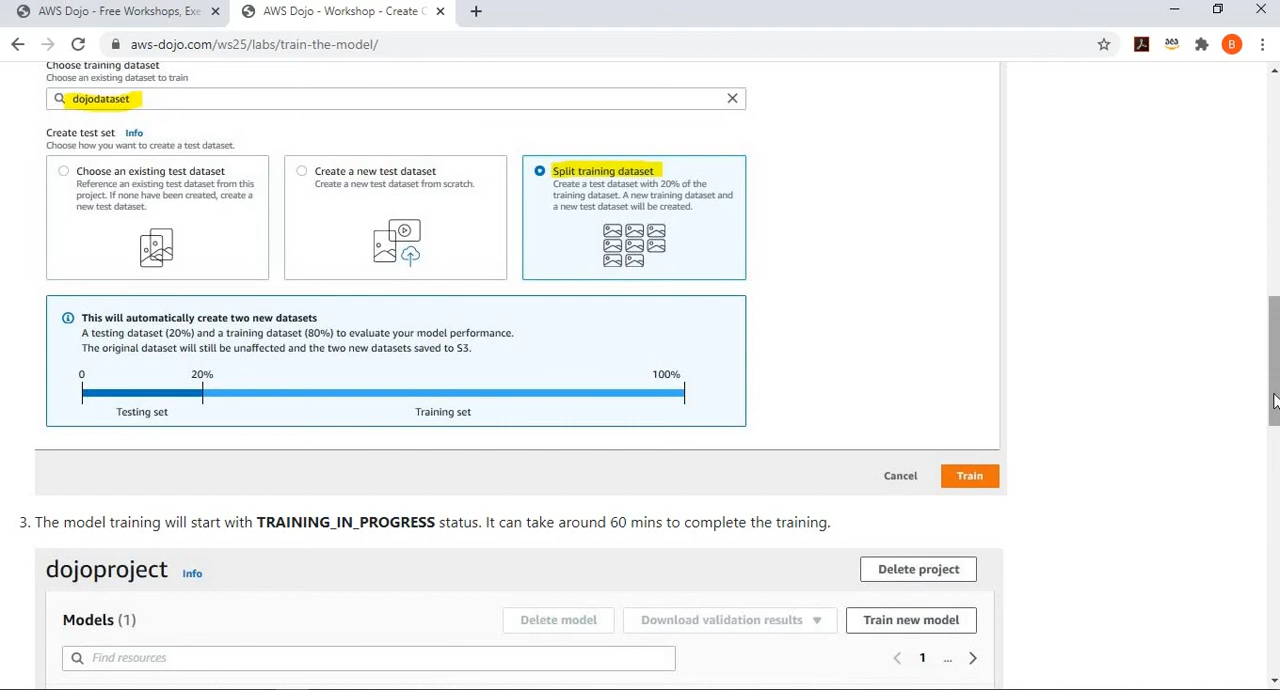 AWS Dojo - Free Workshops, Exe
AWS Dojo - Workshop - Create C
aws-dojo.com/ws25/labs/train-the-model/
B
Choose training dataset
Choose an existing dataset to train
dojodataset
Create test set Info
Choose how you want to create a test dataset.
Choose an existing test dataset
Reference an existing test dataset from this
project. If none have been created, create a
new test dataset.
Create a new test dataset
Create a new test dataset from scratch.
Split training dataset
Create a test dataset with 20% of the
training dataset. A new training dataset and
a new test dataset will be created.
This will automatically create two new datasets
A testing dataset (20%) and a training dataset (80%) to evaluate your model performance.
The original dataset will still be unaffected and the two new datasets saved to S3.
0 20% 100%
Testing set Training set
Cancel Train
3. The model training will start with TRAINING_IN_PROGRESS status. It can take around 60 mins to complete the training.
dojoproject Info Delete project
Models (1) Delete model Download validation results Train new model
Find resources 1 ...